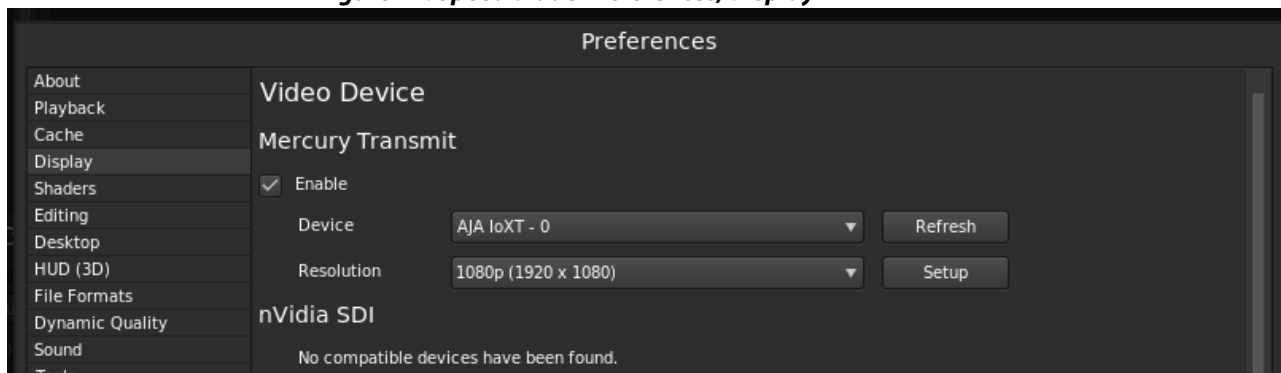 Preferences
About
Playback
Cache
Display
Shaders
Editing
Desktop
HUD (3D)
File Formats
Dynamic Quality
Sound
Video Device
Mercury Transmit
Enable
Device AJA IoXT - 0 Refresh
Resolution 1080p (1920 x 1080) Setup
nVidia SDI
No compatible devices have been found.